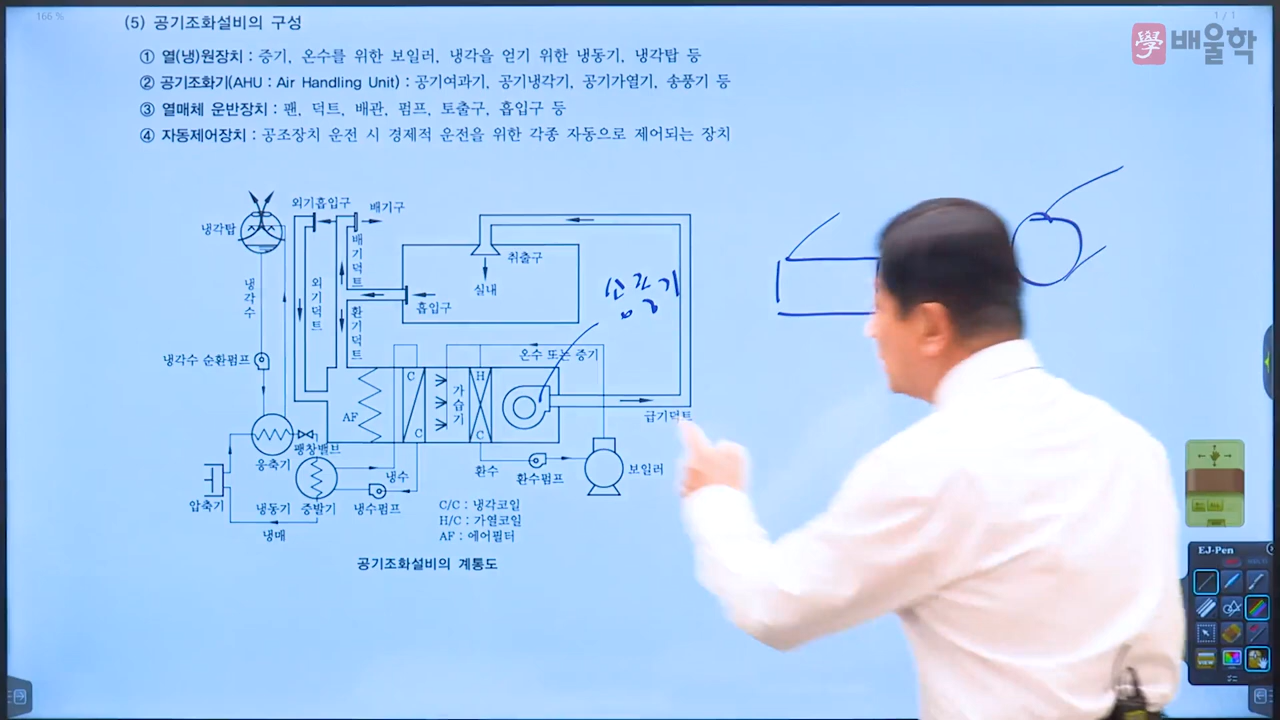 166 %
1 / 1
(5) 공기조화설비의 구성
學 배울학
① 열(냉)원장치 : 증기, 온수를 위한 보일러, 냉각을 얻기 위한 냉동기, 냉각탑 등
② 공기조화기(AHU : Air Handling Unit) : 공기여과기, 공기냉각기, 공기가열기, 송풍기 등
③ 열매체 운반장치 : 팬, 덕트, 배관, 펌프, 토출구, 흡입구 등
④ 자동제어장치 : 공조장치 운전 시 경제적 운전을 위한 각종 자동으로 제어되는 장치
외기흡입구
배기구
냉각탑
배기덕트
취출구
냉각수
외기덕트
실내
송풍기
흡입구
환기덕트
냉각수 순환펌프
온수 또는 증기
C
H
가습기
AF
급기덕트
C
C
팽창밸브
응축기
냉수
환수
보일러
환수펌프
압축기
냉동기
증발기
냉수펌프
C/C : 냉각코일
H/C : 가열코일
AF : 에어필터
냉매
공기조화설비의 계통도
EJ-Pen